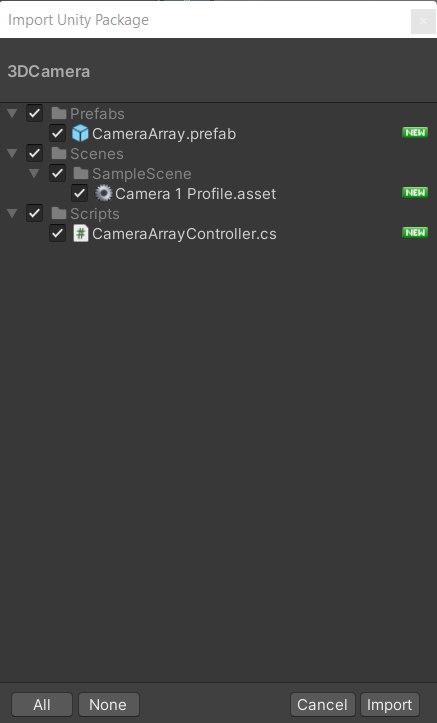 Import Unity Package
3DCamera
Prefabs
CameraArray.prefab NEW
Scenes
SampleScene
Camera 1 Profile.asset NEW
Scripts
CameraArrayController.cs NEW
All None Cancel Import